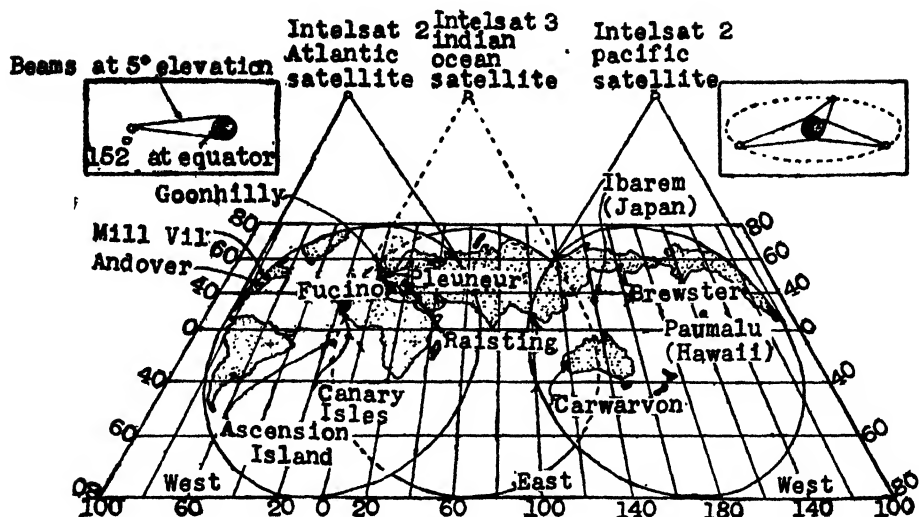 Intelsat 2
Atlantic
satellite
Intelsat 3
indian
ocean
satellite
Intelsat 2
pacific
satellite
Beams at 5° elevation
152 at equator
Goonhilly
Mill Vil
Andover
Fucino
Pleuneur
Raisting
Ibarem
(Japan)
Brewster
Paumalu
(Hawaii)
Carwarvon
Canary
Isles
Ascension
Island
80
60
40
0
40
60
80
80
60
40
0
40
60
80
West
East
West
100
60
20
0
20
60
100
140
180
140
100